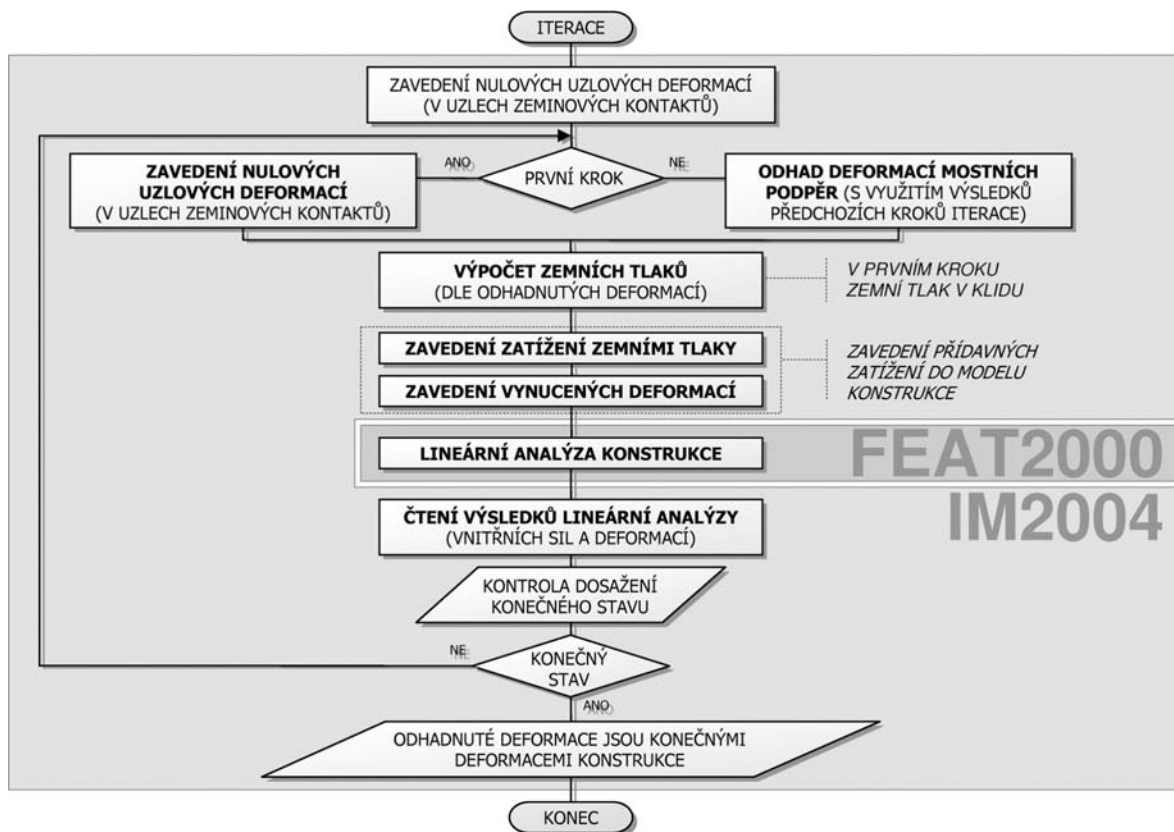 ITERACE
ZAVEDENÍ NULOVÝCH UZLOVÝCH DEFORMACÍ
(V UZLECH ZEMINOVÝCH KONTAKTŮ)
ZAVEDENÍ NULOVÝCH
UZLOVÝCH DEFORMACÍ
(V UZLECH ZEMINOVÝCH KONTAKTŮ)
ANO
PRVNÍ KROK
NE
ODHAD DEFORMACÍ MOSTNÍCH
PODPĚR (S VYUŽITÍM VÝSLEDKŮ
PŘEDCHOZÍCH KROKŮ ITERACE)
VÝPOČET ZEMNÍCH TLAKŮ
(DLE ODHADNUTÝCH DEFORMACÍ)
V PRVNÍM KROKU
ZEMNÍ TLAK V KLIDU
ZAVEDENÍ ZATÍŽENÍ ZEMNÍMI TLAKY
ZAVEDENÍ VYNUCENÝCH DEFORMACÍ
ZAVEDENÍ PŘÍDAVNÝCH
ZATÍŽENÍ DO MODELU
KONSTRUKCE
LINEÁRNÍ ANALÝZA KONSTRUKCE
FEAT2000
IM2004
ČTENÍ VÝSLEDKŮ LINEÁRNÍ ANALÝZY
(VNITŘNÍCH SIL A DEFORMACÍ)
KONTROLA DOSAŽENÍ
KONEČNÉHO STAVU
NE
KONEČNÝ
STAV
ANO
ODHADNUTÉ DEFORMACE JSOU KONEČNÝMI
DEFORMACEMI KONSTRUKCE
KONEC